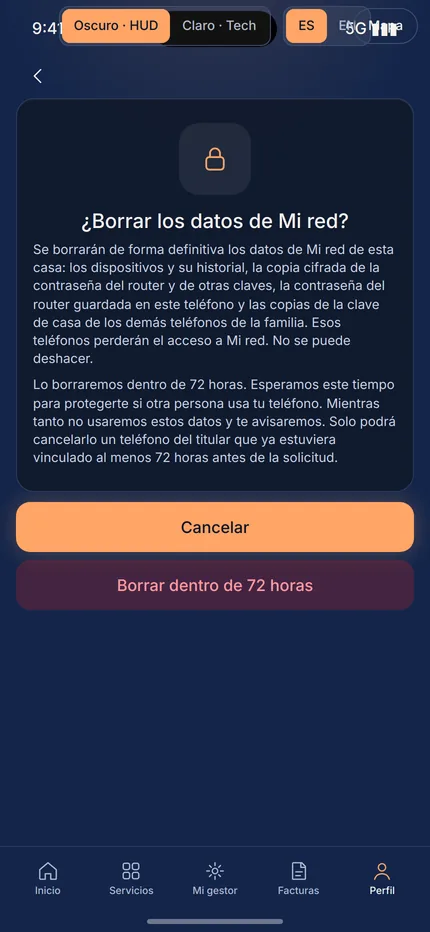 9:41
Oscuro · HUD
Claro · Tech
ES
EN
5G
Mapa
¿Borrar los datos de Mi red?
Se borrarán de forma definitiva los datos de Mi red de esta
casa: los dispositivos y su historial, la copia cifrada de la
contraseña del router y de otras claves, la contraseña del
router guardada en este teléfono y las copias de la clave
de casa de los demás teléfonos de la familia. Esos
teléfonos perderán el acceso a Mi red. No se puede
deshacer.
Lo borraremos dentro de 72 horas. Esperamos este tiempo
para protegerte si otra persona usa tu teléfono. Mientras
tanto no usaremos estos datos y te avisaremos. Solo podrá
cancelarlo un teléfono del titular que ya estuviera
vinculado al menos 72 horas antes de la solicitud.
Cancelar
Borrar dentro de 72 horas
Inicio
Servicios
Mi gestor
Facturas
Perfil